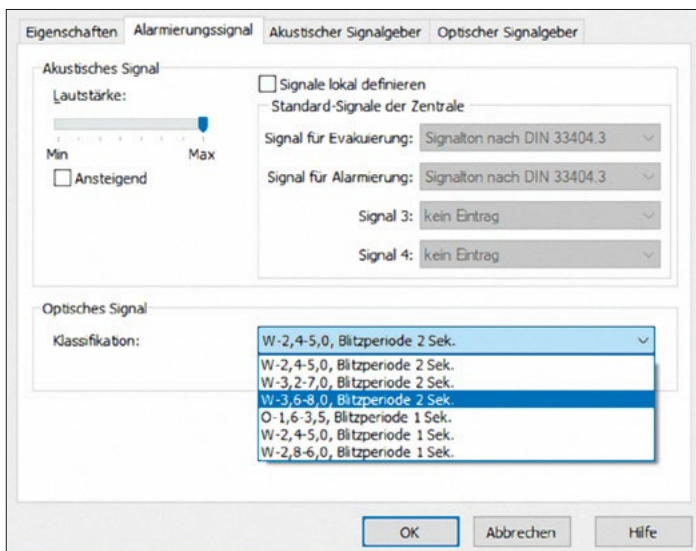 Eigenschaften Alarmierungssignal Akustischer Signalgeber Optischer Signalgeber
Akustisches Signal
Lautstärke:
Min Max
Ansteigend
Signale lokal definieren
Standard-Signale der Zentrale
Signal für Evakuierung: Signalton nach DIN 33404.3
Signal für Alarmierung: Signalton nach DIN 33404.3
Signal 3: kein Eintrag
Signal 4: kein Eintrag
Optisches Signal
Klassifikation: W-2,4-5,0, Blitzperiode 2 Sek.
W-2,4-5,0, Blitzperiode 2 Sek.
W-3,2-7,0, Blitzperiode 2 Sek.
W-3,6-8,0, Blitzperiode 2 Sek.
O-1,6-3,5, Blitzperiode 1 Sek.
W-2,4-5,0, Blitzperiode 1 Sek.
W-2,8-6,0, Blitzperiode 1 Sek.
OK Abbrechen Hilfe